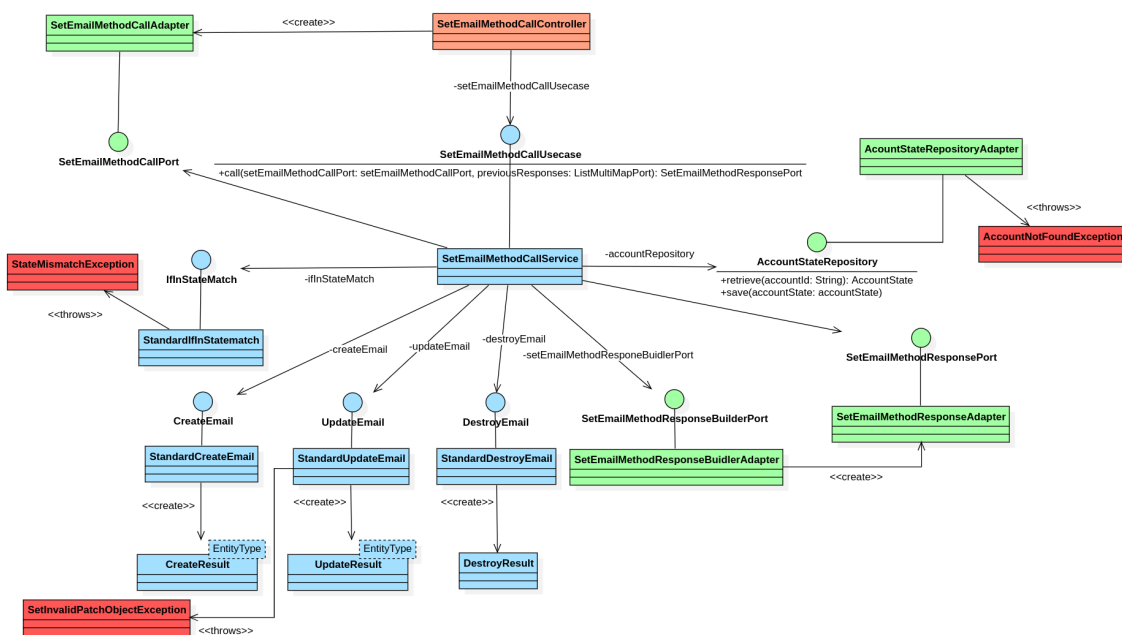 <<create>>
SetEmailMethodCallAdapter
SetEmailMethodCallController
-setEmailMethodCallUsecase
SetEmailMethodCallPort
SetEmailMethodCallUsecase
+call(setEmailMethodCallPort: setEmailMethodCallPort, previousResponses: ListMultiMapPort): SetEmailMethodResponsePort
AcountStateRepositoryAdapter
<<throws>>
AccountNotFoundException
StateMismatchException
IfInStateMatch
-ifInStateMatch
SetEmailMethodCallService
-accountRepository
AccountStateRepository
+retrieve(accountId: String): AccountState
+save(accountState: accountState)
<<throws>>
StandardIfInStatematch
-createEmail
-updateEmail
-destroyEmail
-setEmailMethodResponeBuidlerPort
SetEmailMethodResponsePort
CreateEmail
UpdateEmail
DestroyEmail
SetEmailMethodResponseBuilderPort
SetEmailMethodResponseAdapter
StandardCreateEmail
StandardUpdateEmail
StandardDestroyEmail
SetEmailMethodResponseBuidlerAdapter
<<create>>
<<create>>
<<create>>
<<create>>
EntityType
EntityType
CreateResult
UpdateResult
DestroyResult
SetInvalidPatchObjectException
<<throws>>